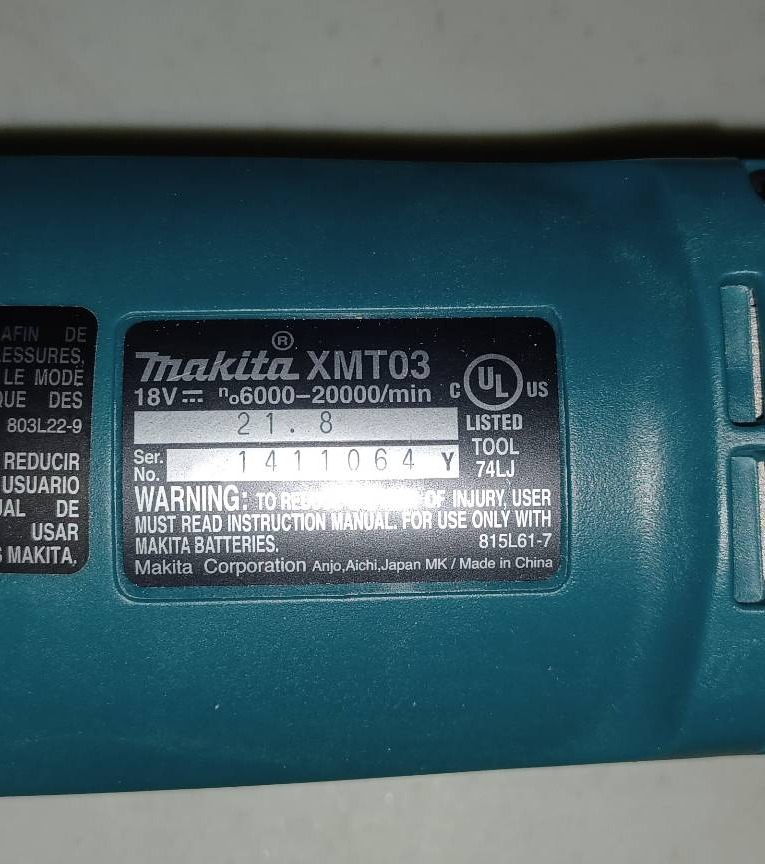 AFIN DE
ESSURES,
LE MODE
QUE DES
803L22-9
REDUCIR
USUARIO
DE
USAR
MAKITA,
makita® XMT03
18V⎓ n₀6000–20000/min
C UL US
LISTED
21.8
TOOL
74LJ
Ser.
No. 1411064 Y
WARNING: TO OF INJURY, USER
MUST READ INSTRUCTION MANUAL. FOR USE ONLY WITH
MAKITA BATTERIES. 815L61-7
Makita Corporation Anjo,Aichi,Japan MK / Made in China